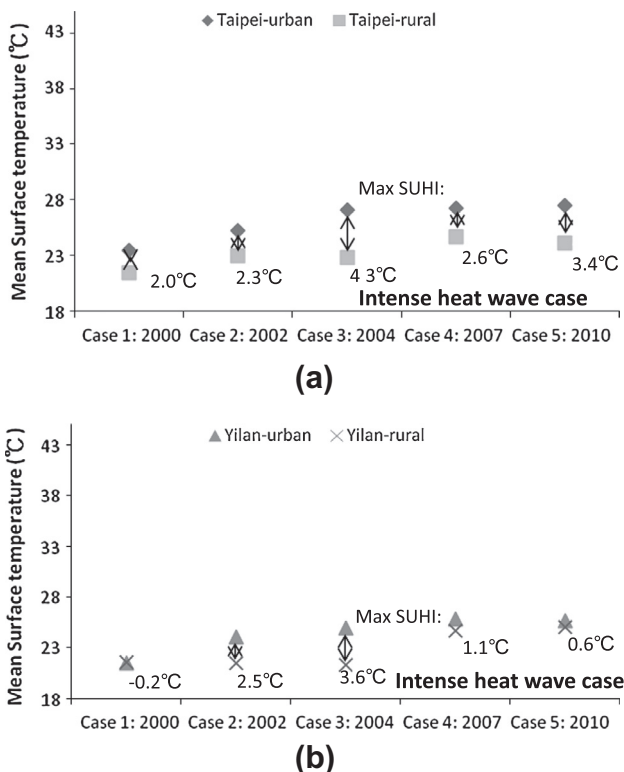 ◆ Taipei-urban ■ Taipei-rural
Mean Surface temperature (℃)
43
38
33
28
23
18
Max SUHI:
2.0℃
2.3℃
4 3℃
2.6℃
3.4℃
Intense heat wave case
Case 1: 2000 Case 2: 2002 Case 3: 2004 Case 4: 2007 Case 5: 2010
(a)
▲ Yilan-urban × Yilan-rural
Mean Surface temperature (℃)
43
38
33
28
23
18
Max SUHI:
-0.2℃
2.5℃
3.6℃
1.1℃
0.6℃
Intense heat wave case
Case 1: 2000 Case 2: 2002 Case 3: 2004 Case 4: 2007 Case 5: 2010
(b)